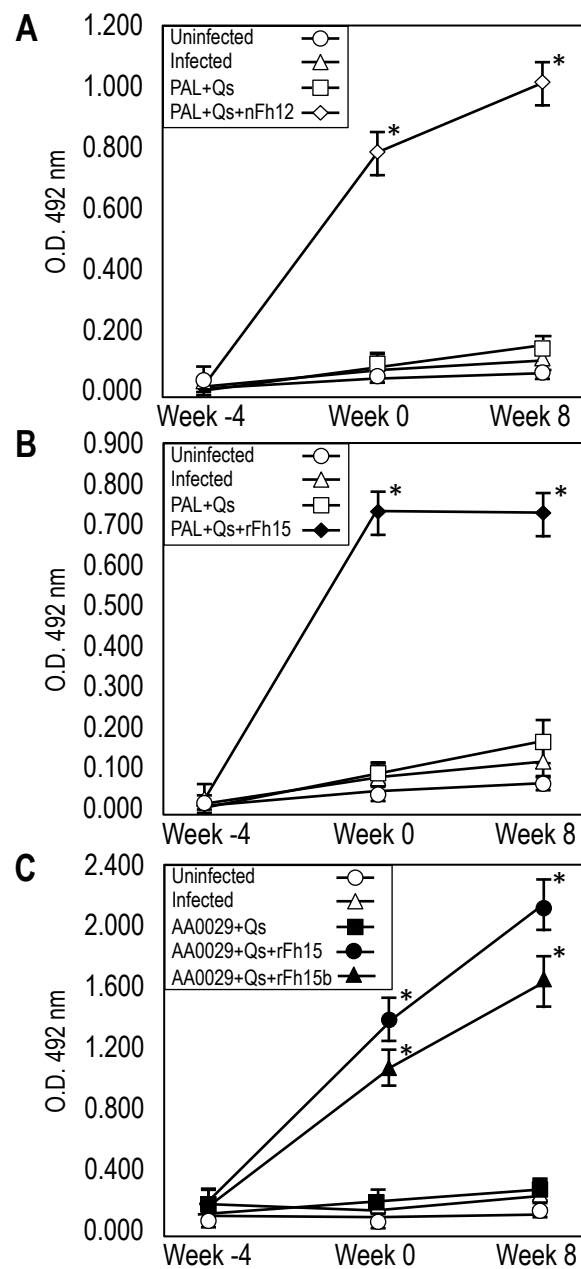 A
1.200
1.000
0.800
0.600
0.400
0.200
0.000
O.D. 492 nm
Uninfected
Infected
PAL+Qs
PAL+Qs+nFh12
*
*
Week -4 Week 0 Week 8
B
0.900
0.800
0.700
0.600
0.500
0.400
0.300
0.200
0.100
0.000
O.D. 492 nm
Uninfected
Infected
PAL+Qs
PAL+Qs+rFh15
*
*
Week -4 Week 0 Week 8
C
2.400
2.000
1.600
1.200
0.800
0.400
0.000
O.D. 492 nm
Uninfected
Infected
AA0029+Qs
AA0029+Qs+rFh15
AA0029+Qs+rFh15b
*
*
*
*
Week -4 Week 0 Week 8